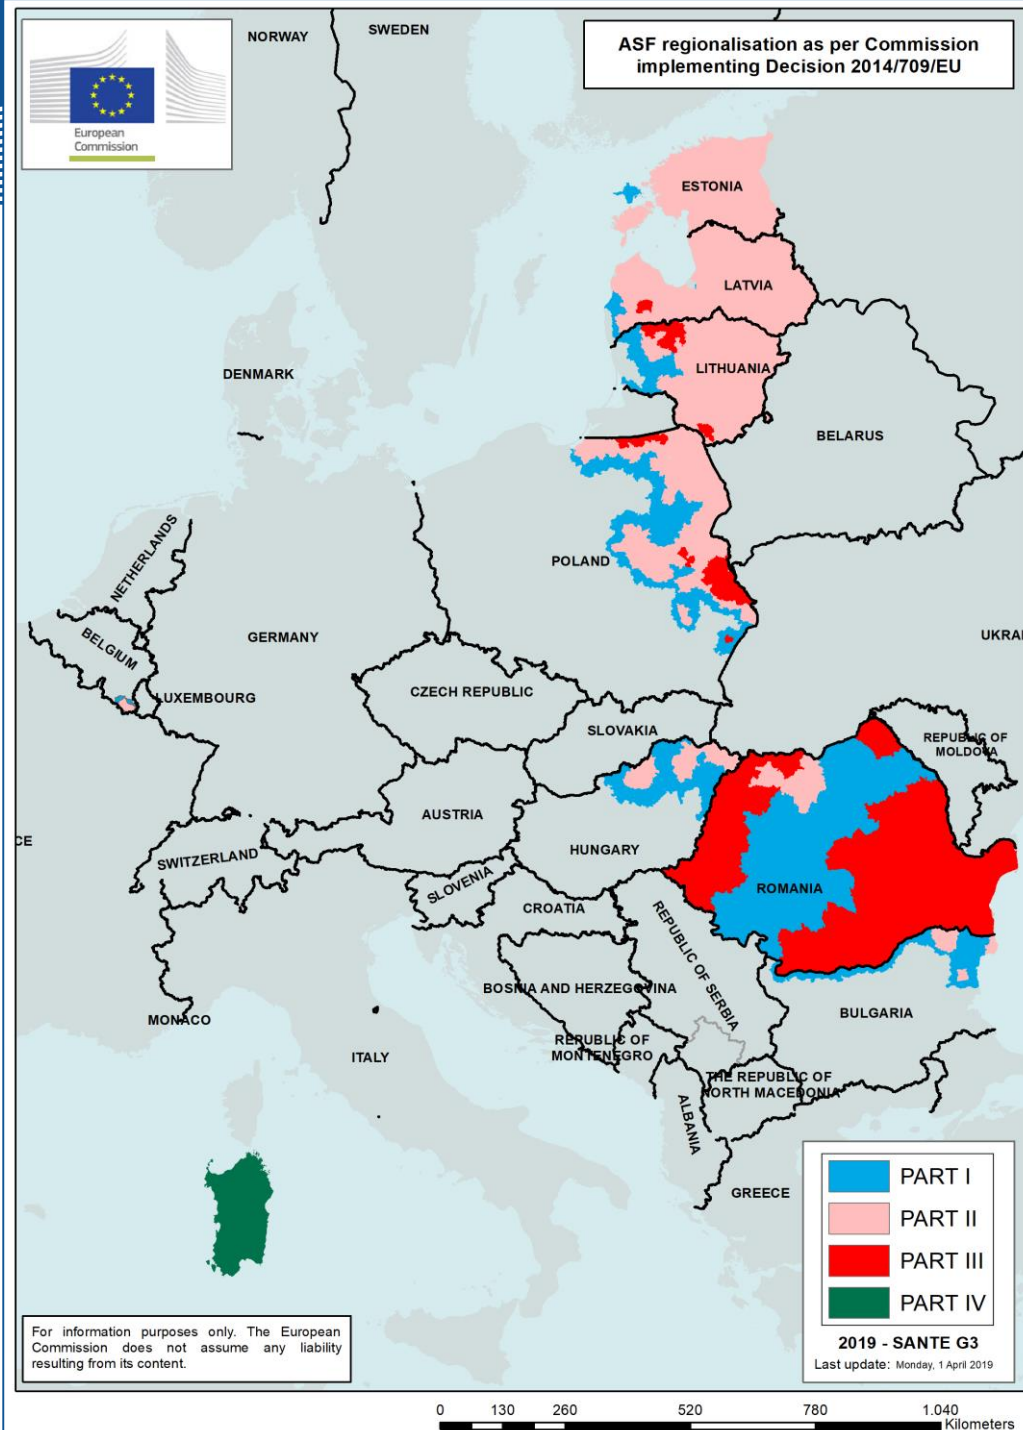 European
Commission
NORWAY
SWEDEN
ASF regionalisation as per Commission
implementing Decision 2014/709/EU
ESTONIA
LATVIA
LITHUANIA
DENMARK
BELARUS
NETHERLANDS
POLAND
BELGIUM
GERMANY
UKRAI
LUXEMBOURG
CZECH REPUBLIC
SLOVAKIA
REPUBLIC OF
MOLDOVA
AUSTRIA
CE
SWITZERLAND
HUNGARY
SLOVENIA
ROMANIA
CROATIA
REPUBLIC OF SERBIA
BOSNIA AND HERZEGOVINA
BULGARIA
MONACO
REPUBLIC OF
MONTENEGRO
ITALY
THE REPUBLIC OF
NORTH MACEDONIA
ALBANIA
GREECE
PART I
PART II
PART III
PART IV
2019 - SANTE G3
Last update: Monday, 1 April 2019
For information purposes only. The European
Commission does not assume any liability
resulting from its content.
0 130 260 520 780 1.040
Kilometers